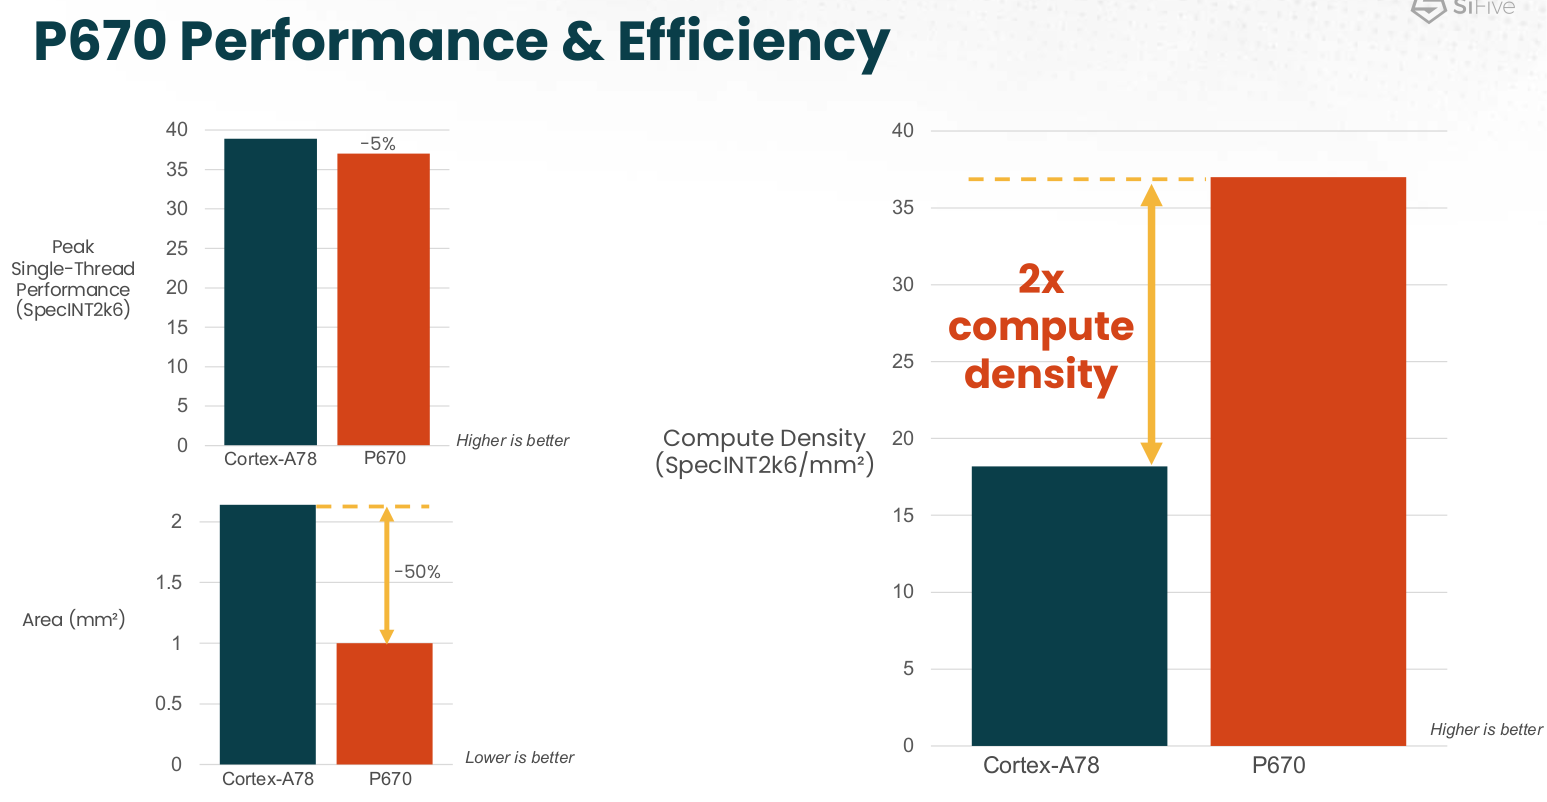 SiFive
P670 Performance & Efficiency
40
35
30
25
20
15
10
5
0
-5%
Peak
Single-Thread
Performance
(SpecINT2k6)
Cortex-A78
P670
Higher is better
2
1.5
1
0.5
0
-50%
Area (mm²)
Cortex-A78
P670
Lower is better
40
35
30
25
20
15
10
5
0
2x
compute
density
Compute Density
(SpecINT2k6/mm²)
Cortex-A78
P670
Higher is better